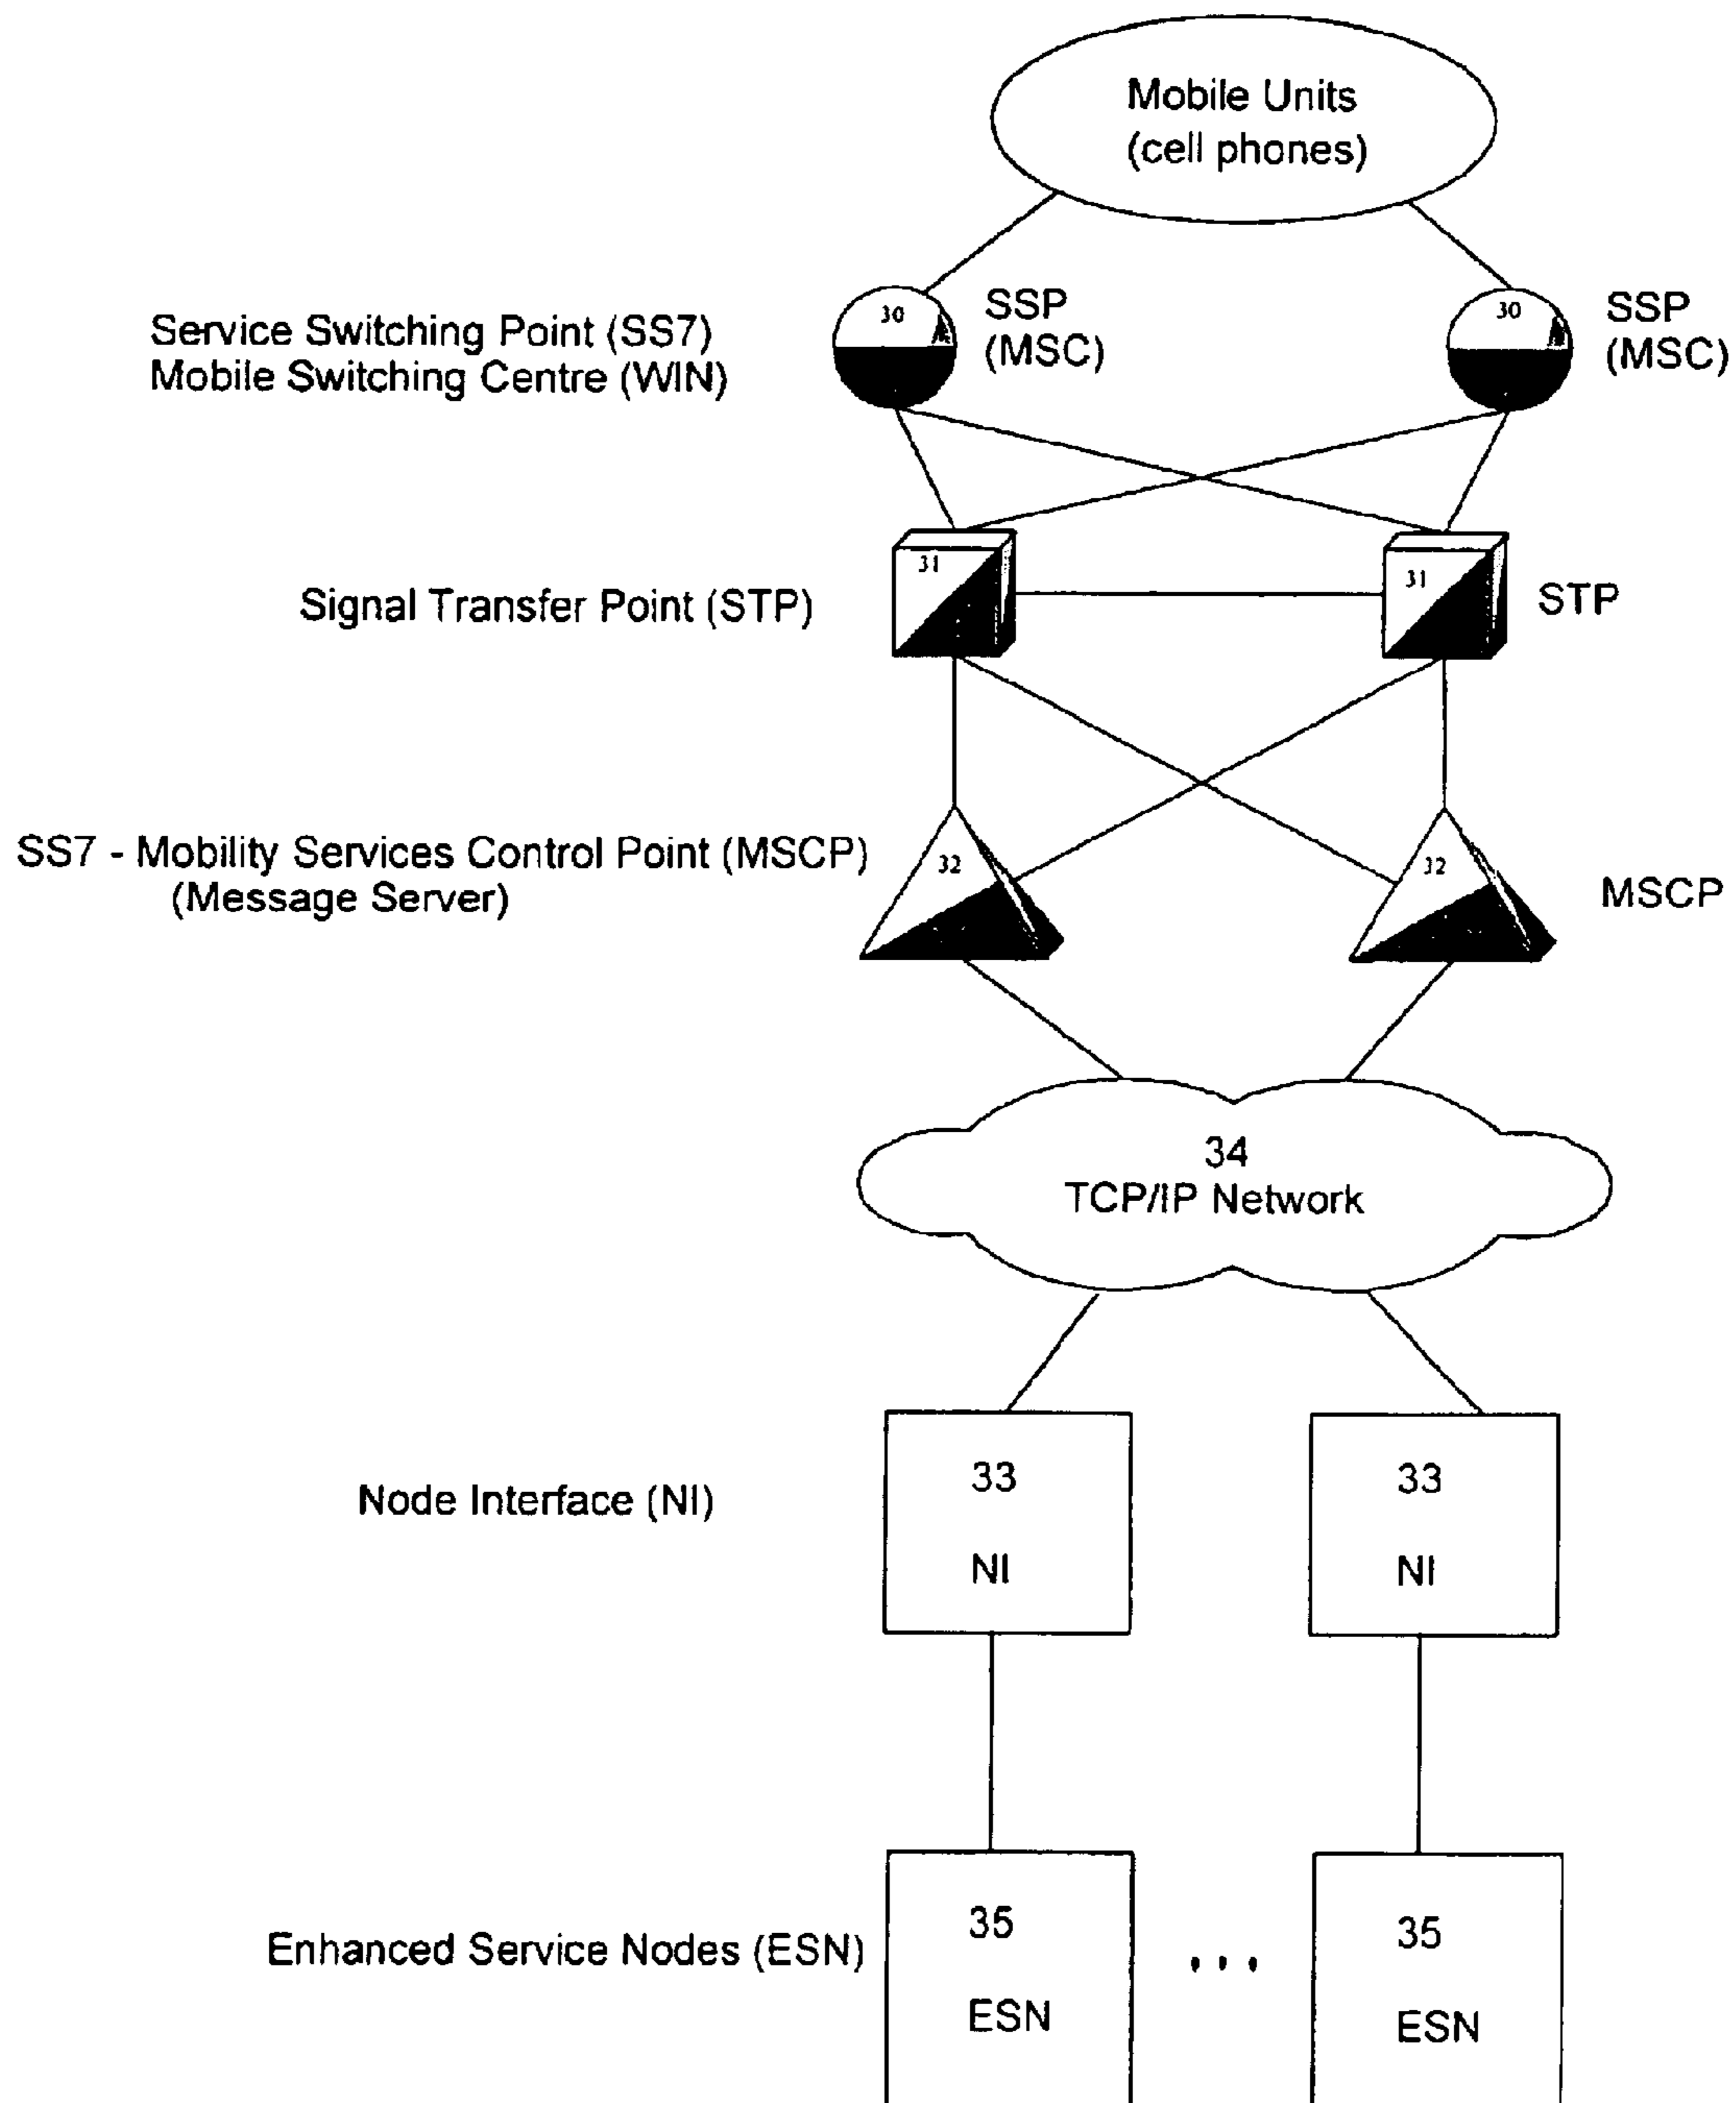 Mobile Units
(cell phones)
Service Switching Point (SS7)
Mobile Switching Centre (WIN)
30
SSP
(MSC)
30
SSP
(MSC)
Signal Transfer Point (STP)
31
31
STP
SS7 - Mobility Services Control Point (MSCP)
(Message Server)
32
32
MSCP
34
TCP/IP Network
Node Interface (NI)
33
NI
33
NI
Enhanced Service Nodes (ESN)
35
ESN
...
35
ESN